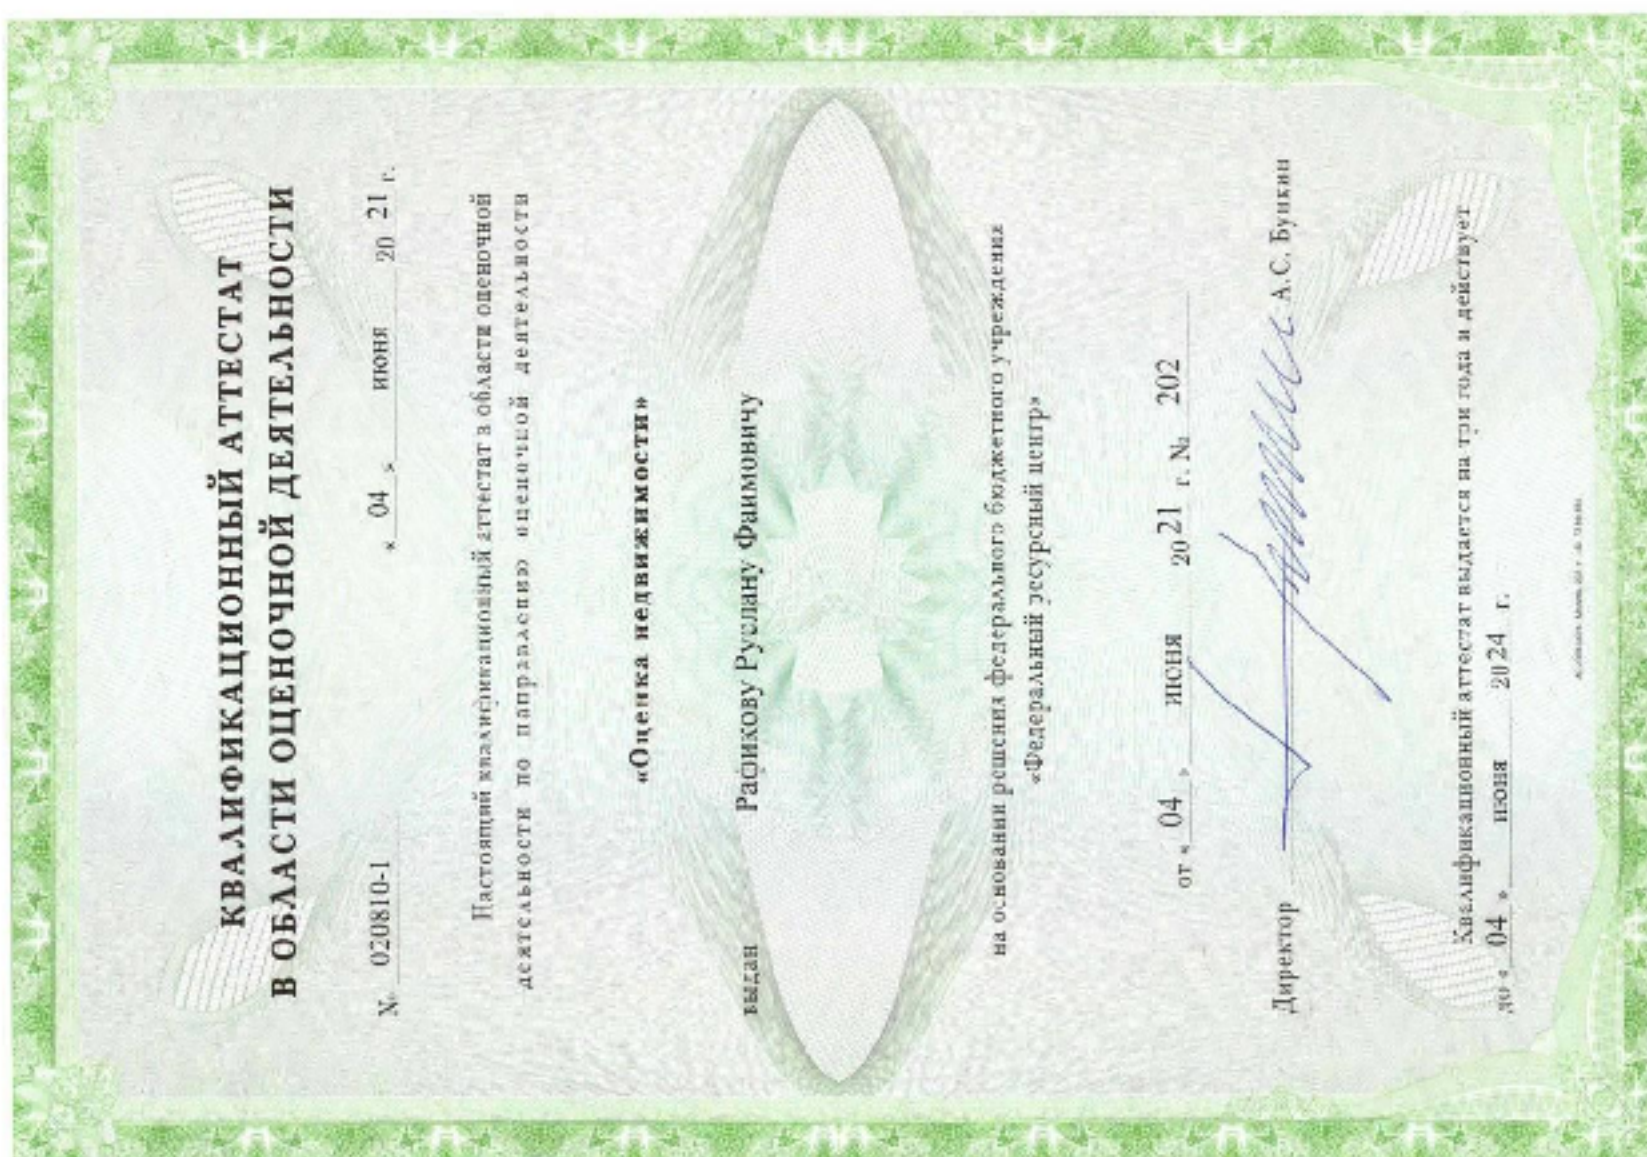 КВАЛИФИКАЦИОННЫЙ АТТЕСТАТ
В ОБЛАСТИ ОЦЕНОЧНОЙ ДЕЯТЕЛЬНОСТИ
№ 020810-1 « 04 » июня 20 21 г.
Настоящий квалификационный аттестат в области оценочной
деятельности по направлению оценочной деятельности
«Оценка недвижимости»
выдан Рафикову Руслану Фаимовичу
на основании решения федерального бюджетного учреждения
«Федеральный ресурсный центр»
от « 04 » июня 20 21 г. № 202
Директор А.С. Бункин
Квалификационный аттестат выдается на три года и действует
до « 04 » июня 20 24 г.